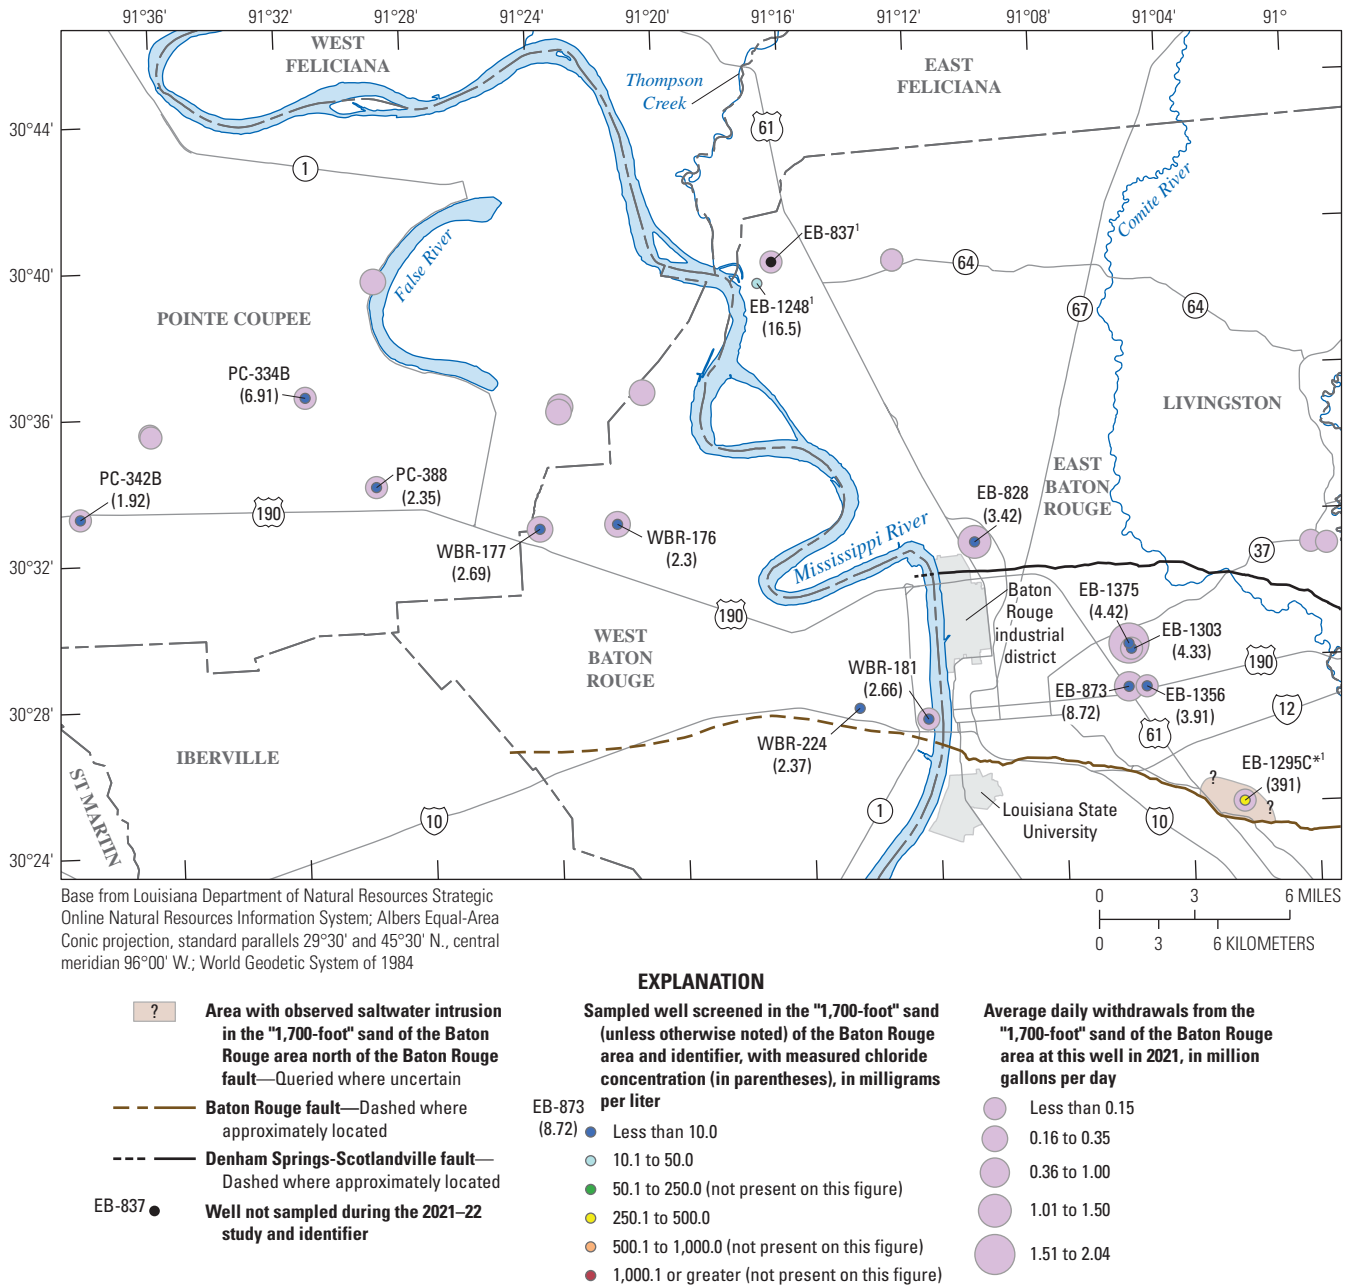 91°36' 91°32' 91°28' 91°24' 91°20' 91°16' 91°12' 91°08' 91°04' 91°
WEST
FELICIANA
Thompson
Creek
EAST
FELICIANA
30°44'
61
1
Comite River
False River
EB-837¹
30°40'
64
EB-1248¹
(16.5)
67
64
POINTE COUPEE
PC-334B
(6.91)
LIVINGSTON
30°36'
PC-342B
(1.92)
PC-388
(2.35)
EAST
BATON
ROUGE
EB-828
(3.42)
190
WBR-177
(2.69)
WBR-176
(2.3)
Mississippi River
37
30°32'
190
Baton
Rouge
industrial
district
EB-1375
(4.42)
EB-1303
(4.33)
WEST
BATON
ROUGE
WBR-181
(2.66)
190
EB-873
(8.72)
EB-1356
(3.91)
12
30°28'
WBR-224
(2.37)
61
IBERVILLE
ST MARTIN
EB-1295C*¹
(391)
?
?
10
1
Louisiana State
University
10
30°24'
Base from Louisiana Department of Natural Resources Strategic
Online Natural Resources Information System; Albers Equal-Area
Conic projection, standard parallels 29°30' and 45°30' N., central
meridian 96°00' W.; World Geodetic System of 1984
0 3 6 MILES
0 3 6 KILOMETERS
EXPLANATION
?
Area with observed saltwater intrusion
in the "1,700-foot" sand of the Baton
Rouge area north of the Baton Rouge
fault—Queried where uncertain
Baton Rouge fault—Dashed where
approximately located
Denham Springs-Scotlandville fault—
Dashed where approximately located
EB-837
Well not sampled during the 2021–22
study and identifier
Sampled well screened in the "1,700-foot" sand
(unless otherwise noted) of the Baton Rouge
area and identifier, with measured chloride
concentration (in parentheses), in milligrams
per liter
EB-873
(8.72)
Less than 10.0
10.1 to 50.0
50.1 to 250.0 (not present on this figure)
250.1 to 500.0
500.1 to 1,000.0 (not present on this figure)
1,000.1 or greater (not present on this figure)
Average daily withdrawals from the
"1,700-foot" sand of the Baton Rouge
area at this well in 2021, in million
gallons per day
Less than 0.15
0.16 to 0.35
0.36 to 1.00
1.01 to 1.50
1.51 to 2.04